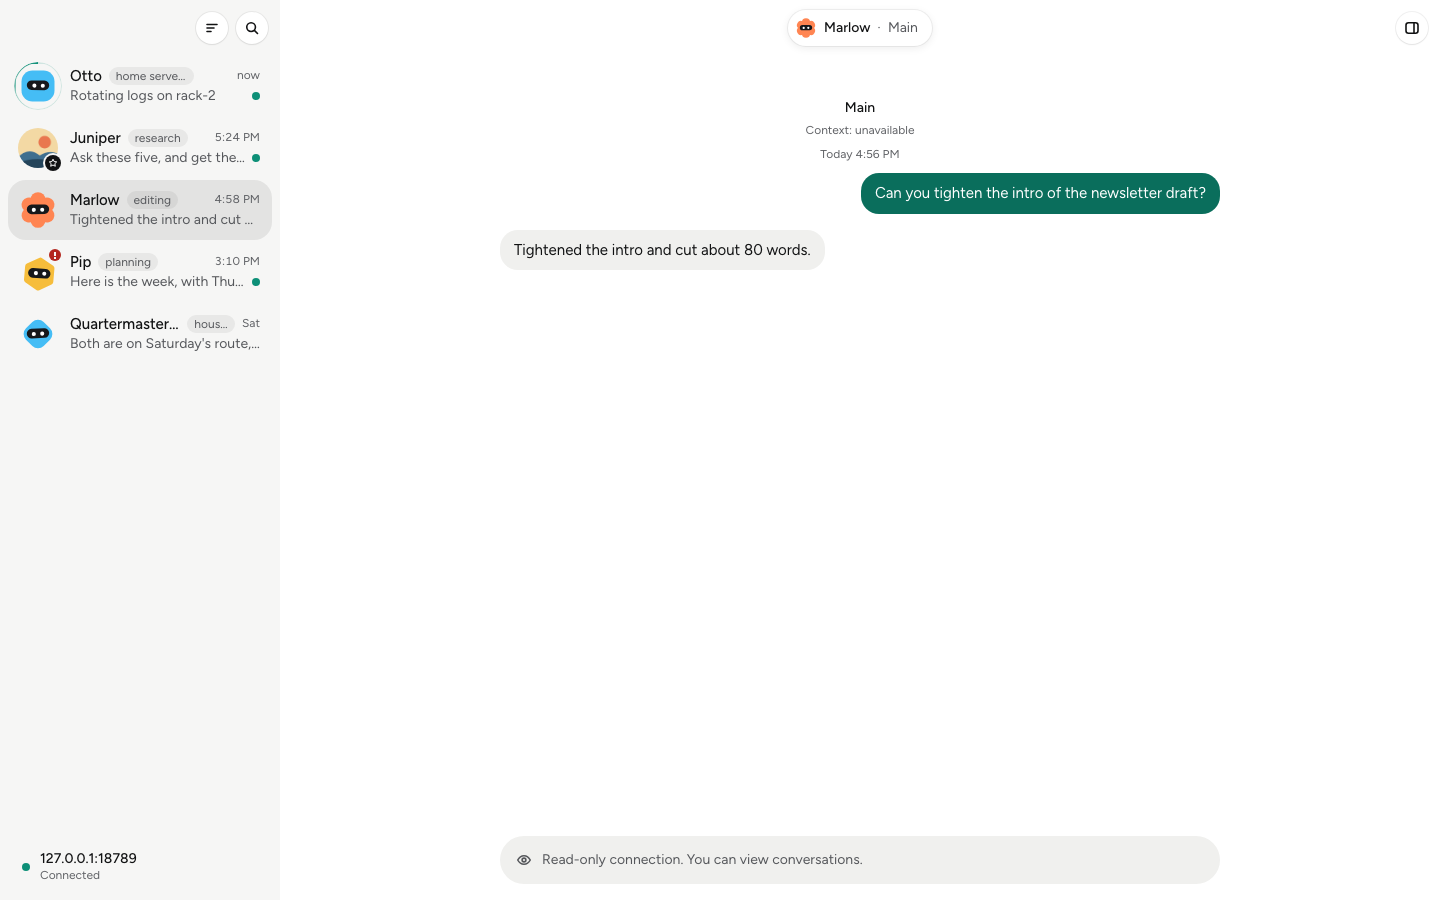 Otto home serve... now
Rotating logs on rack-2
Juniper research 5:24 PM
Ask these five, and get the...
Marlow editing 4:58 PM
Tightened the intro and cut ...
Pip planning 3:10 PM
Here is the week, with Thu...
Quartermaster... hous... Sat
Both are on Saturday's route,...
127.0.0.1:18789
Connected
Marlow · Main
Main
Context: unavailable
Today 4:56 PM
Can you tighten the intro of the newsletter draft?
Tightened the intro and cut about 80 words.
Read-only connection. You can view conversations.